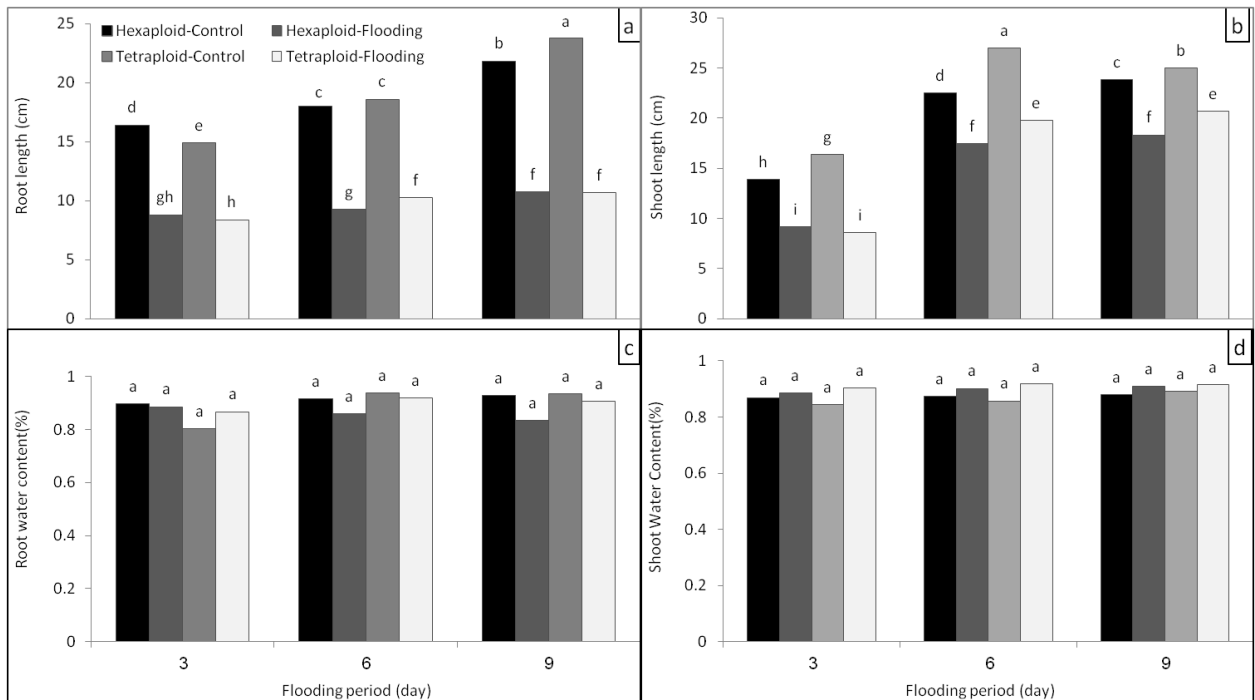 a
Hexaploid-Control Hexaploid-Flooding
Tetraploid-Control Tetraploid-Flooding
Root length (cm)
25
20
15
10
5
0
d gh e h
c g c f
b f a f
b
Shoot length (cm)
30
25
20
15
10
5
0
h i g i
d f a e
c f b e
c
Root water content(%)
1
0.8
0.6
0.4
0.2
0
a a a a
a a a a
a a a a
3 6 9
Flooding period (day)
d
Shoot Water Content(%)
1
0.8
0.6
0.4
0.2
0
a a a a
a a a a
a a a a
3 6 9
Flooding period (day)